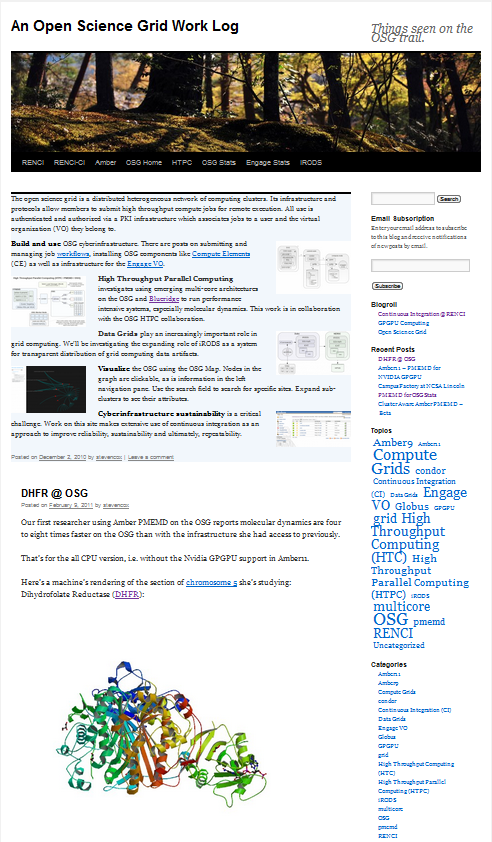 An Open Science Grid Work Log
Things seen on the
OSG trail.
RENCI RENCI-CI Amber OSG Home HTPC OSG Stats Engage Stats IRODS
The open science grid is a distributed heterogeneous network of computing clusters. Its infrastructure and
protocols allow members to submit high throughput compute jobs for remote execution. All use is
authenticated and authorized via a PKI infrastructure which associates jobs to a user and the virtual
organization (VO) they belong to.
Build and use OSG cyberinfrastructure. There are posts on submitting and
managing job workflows, installing OSG components like Compute Elements
(CE) as well as infrastructure for the Engage VO.
High Throughput Parallel Computing
investigates using emerging multi-core architectures
on the OSG and Blueridge to run performance
intensive systems, especially molecular dynamics. This work is in collaboration
with the OSG HTPC collaboration.
Data Grids play an increasingly important role in
grid computing. We'll be investigating the expanding role of iRODS as a system
for transparent distribution of grid computing data artifacts.
Visualize the OSG using the OSG Map. Nodes in the
graph are clickable, as is information in the left
navigation pane. Use the search field to search for specific sites. Expand sub-
clusters to see their attributes.
Cyberinfrastructure sustainability is a critical
challenge. Work on this site makes extensive use of continuous integration as an
approach to improve reliability, sustainability and ultimately, repeatability.
Posted on December 2, 2010 by stevencox | Leave a comment
DHFR @ OSG
Posted on February 9, 2011 by stevencox
Our first researcher using Amber PMEMD on the OSG reports molecular dynamics are four
to eight times faster on the OSG than with the infrastructure she had access to previously.
That's for the all CPU version, i.e. without the Nvidia GPGPU support in Amber11.
Here's a machine's rendering of the section of chromosome 5 she's studying:
Dihydrofolate Reductase (DHFR):
Search
Email Subscription
Enter your email address to subscribe
to this blog and receive notifications
of new posts by email.
Subscribe
Blogroll
Continuous Integration @ RENCI
GPGPU Computing
Open Science Grid
Recent Posts
DHFR @ OSG
Amber11 – PMEMD for
NVIDIA GPGPU
Campus Factory at NCSA Lincoln
PMEMD for OSG Stats
Cluster Aware Amber PMEMD –
Beta
Topics
Amber9 Amber11
Compute
Grids condor
Continuous Integration
(CI) Data Grids Engage
VO Globus GPGPU
grid High
Throughput
Computing
(HTC) High
Throughput
Parallel Computing
(HTPC) iRODS
multicore
OSG pmemd
RENCI
Uncategorized
Categories
Amber11
Amber9
Compute Grids
condor
Continuous Integration (CI)
Data Grids
Engage VO
Globus
GPGPU
grid
High Throughput Computing
(HTC)
High Throughput Parallel
Computing (HTPC)
iRODS
multicore
OSG
pmemd
RENCI